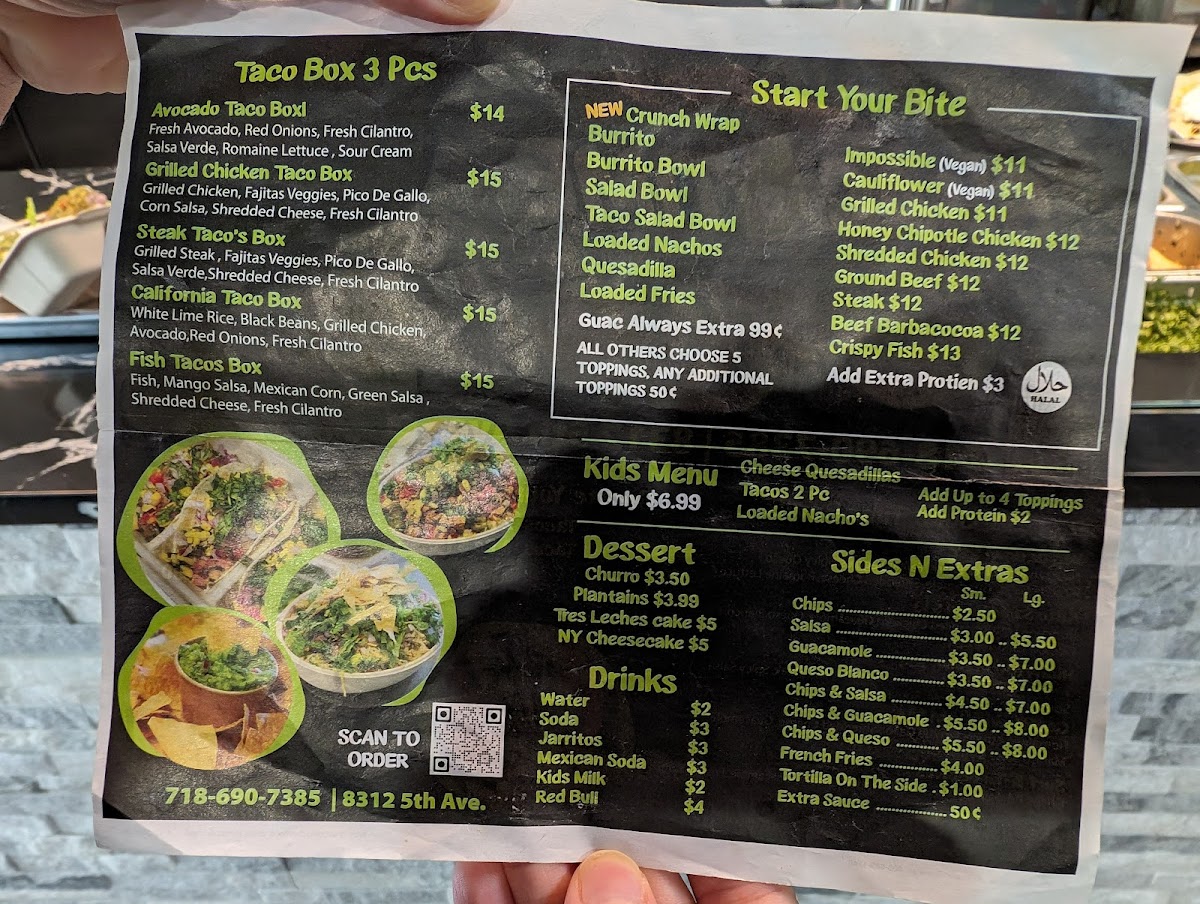 Taco Box 3 Pcs
Avocado Taco Boxl $14
Fresh Avocado, Red Onions, Fresh Cilantro,
Salsa Verde, Romaine Lettuce , Sour Cream
Grilled Chicken Taco Box $15
Grilled Chicken, Fajitas Veggies, Pico De Gallo,
Corn Salsa, Shredded Cheese, Fresh Cilantro
Steak Taco's Box $15
Grilled Steak , Fajitas Veggies, Pico De Gallo,
Salsa Verde,Shredded Cheese, Fresh Cilantro
California Taco Box $15
White Lime Rice, Black Beans, Grilled Chicken,
Avocado,Red Onions, Fresh Cilantro
Fish Tacos Box $15
Fish, Mango Salsa, Mexican Corn, Green Salsa ,
Shredded Cheese, Fresh Cilantro
SCAN TO
ORDER
718-690-7385 | 8312 5th Ave.
Start Your Bite
NEW Crunch Wrap
Burrito
Burrito Bowl
Salad Bowl
Taco Salad Bowl
Loaded Nachos
Quesadilla
Loaded Fries
Guac Always Extra 99¢
ALL OTHERS CHOOSE 5
TOPPINGS, ANY ADDITIONAL
TOPPINGS 50¢
Impossible (Vegan) $11
Cauliflower (Vegan) $11
Grilled Chicken $11
Honey Chipotle Chicken $12
Shredded Chicken $12
Ground Beef $12
Steak $12
Beef Barbacocoa $12
Crispy Fish $13
Add Extra Protien $3
حلال
HALAL
Kids Menu
Only $6.99
Cheese Quesadillas
Tacos 2 Pc
Loaded Nacho's
Add Up to 4 Toppings
Add Protein $2
Dessert
Churro $3.50
Plantains $3.99
Tres Leches cake $5
NY Cheesecake $5
Drinks
Water $2
Soda $3
Jarritos $3
Mexican Soda $3
Kids Milk $2
Red Bull $4
Sides N Extras
Sm. Lg.
Chips ........................ $2.50
Salsa ........................ $3.00 .. $5.50
Guacamole ............... $3.50 .. $7.00
Queso Blanco ........... $3.50 .. $7.00
Chips & Salsa ............ $4.50 .. $7.00
Chips & Guacamole . $5.50 .. $8.00
Chips & Queso .......... $5.50 .. $8.00
French Fries ............. $4.00
Tortilla On The Side . $1.00
Extra Sauce ............... 50¢